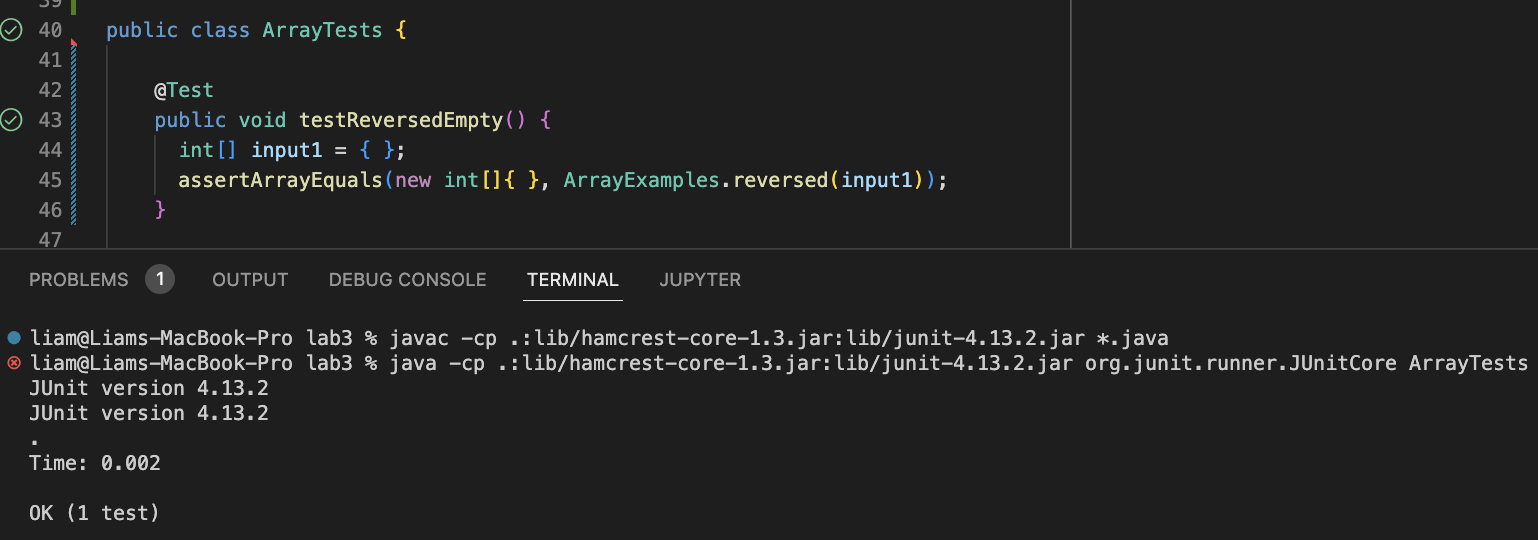 39
40 public class ArrayTests {
41
42 @Test
43 public void testReversedEmpty() {
44 int[] input1 = { };
45 assertArrayEquals(new int[]{ }, ArrayExamples.reversed(input1));
46 }
47
PROBLEMS 1 OUTPUT DEBUG CONSOLE TERMINAL JUPYTER
liam@Liams-MacBook-Pro lab3 % javac -cp .:lib/hamcrest-core-1.3.jar:lib/junit-4.13.2.jar *.java
liam@Liams-MacBook-Pro lab3 % java -cp .:lib/hamcrest-core-1.3.jar:lib/junit-4.13.2.jar org.junit.runner.JUnitCore ArrayTests
JUnit version 4.13.2
JUnit version 4.13.2
.
Time: 0.002
OK (1 test)